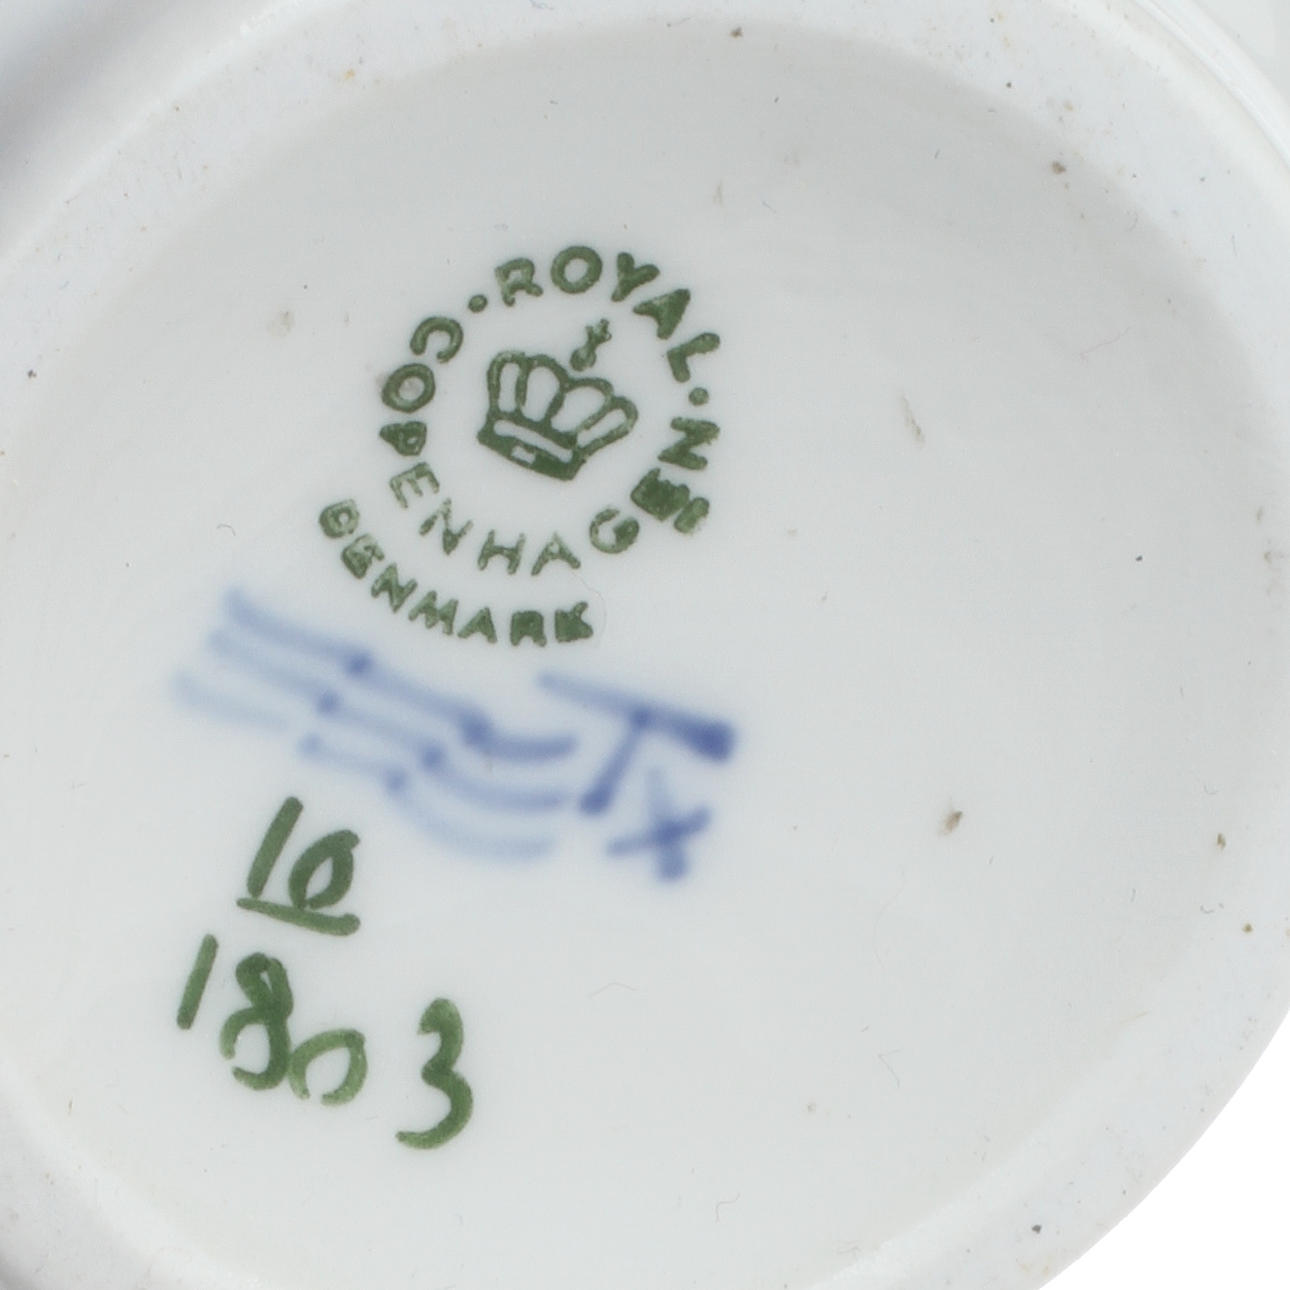 ROYAL · COPENHAGEN ·
DENMARK
T
X
10
1803